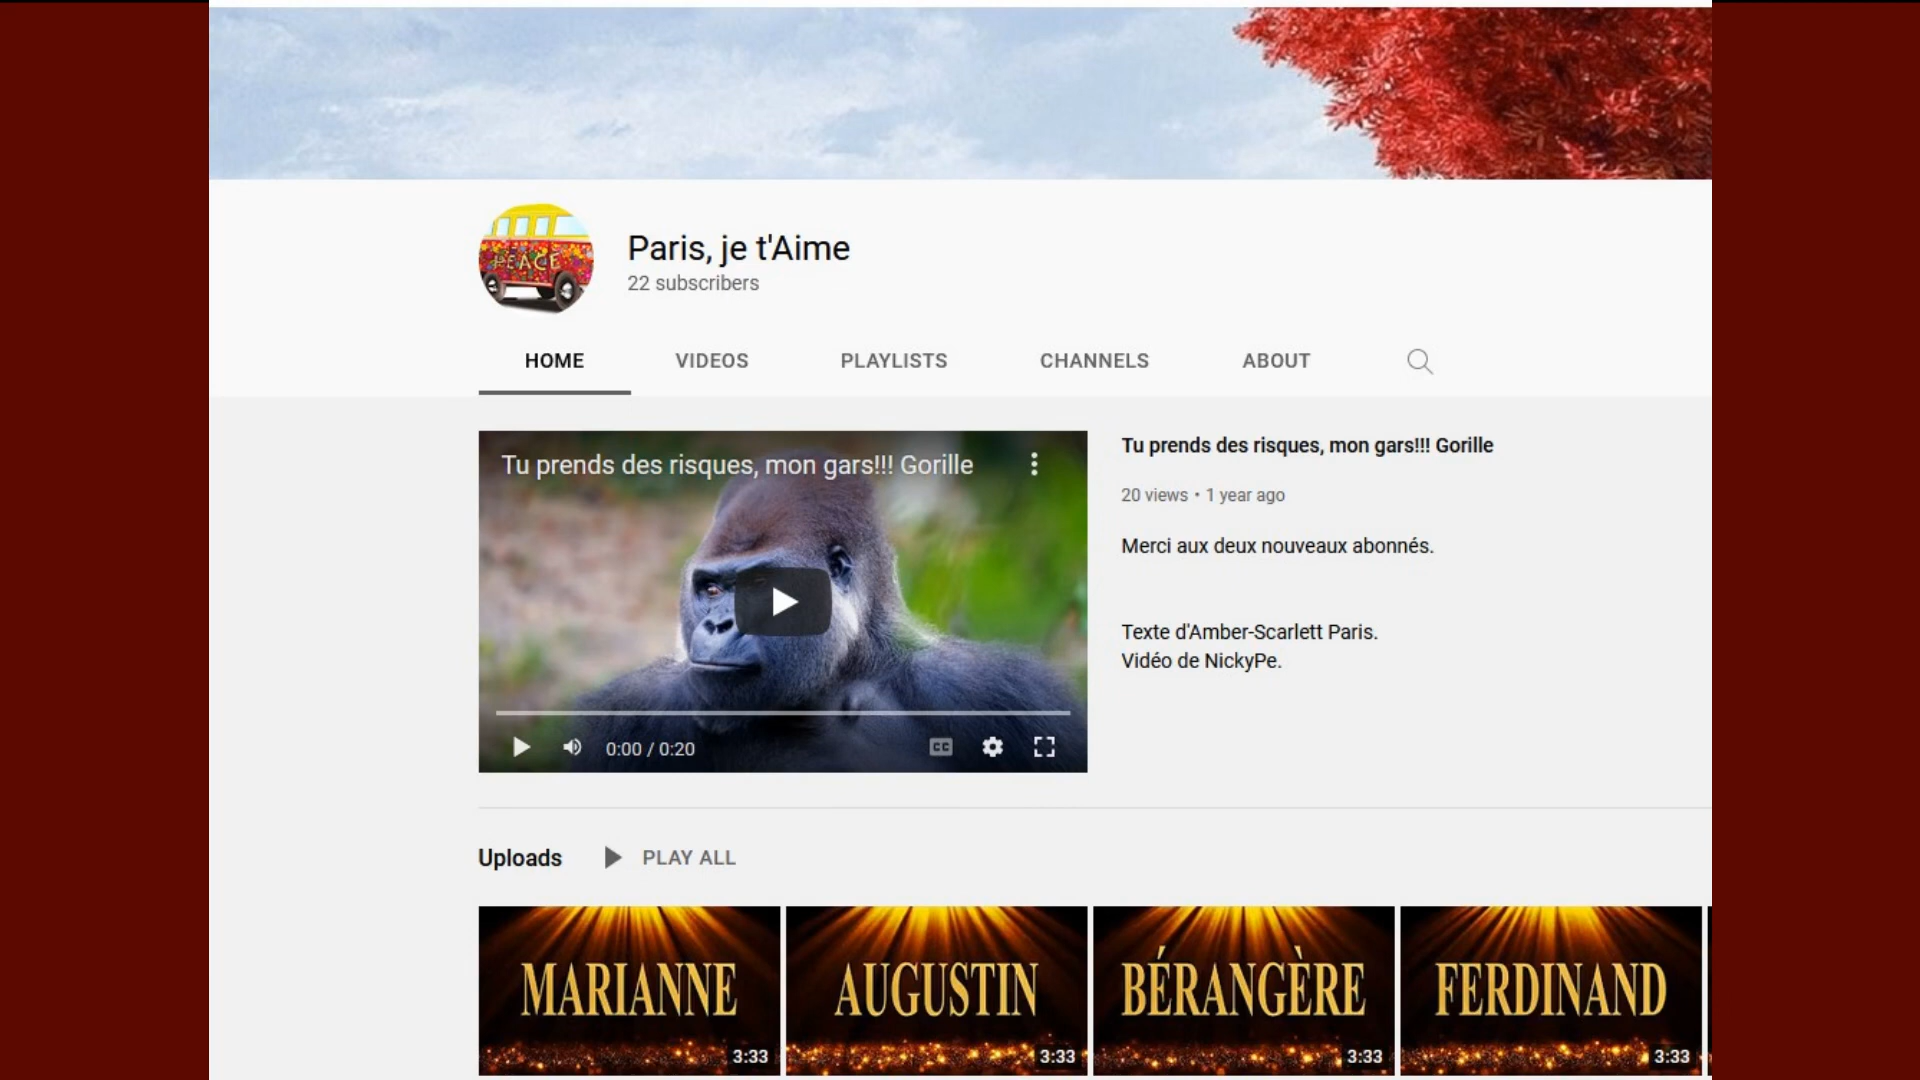 PEACE
Paris, je t'Aime
22 subscribers
HOME VIDEOS PLAYLISTS CHANNELS ABOUT
Tu prends des risques, mon gars!!! Gorille
0:00 / 0:20
CC
Tu prends des risques, mon gars!!! Gorille
20 views • 1 year ago
Merci aux deux nouveaux abonnés.
Texte d'Amber-Scarlett Paris.
Vidéo de NickyPe.
Uploads PLAY ALL
MARIANNE
3:33
AUGUSTIN
3:33
BÉRANGÈRE
3:33
FERDINAND
3:33